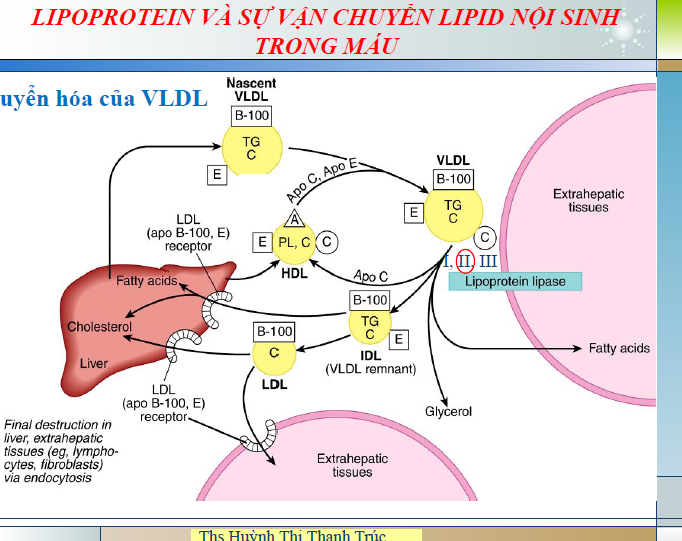 LIPOPROTEIN VÀ SỰ VẬN CHUYỂN LIPID NỘI SINH
TRONG MÁU
uyển hóa của VLDL
Nascent
VLDL
B-100
TG
C
E
Apo C, Apo E
VLDL
B-100
TG
C
E
C
Extrahepatic
tissues
LDL
(apo B-100, E)
receptor
A
E
PL, C
C
HDL
I, II, III
Lipoprotein lipase
Apo C
Fatty acids
Cholesterol
Liver
B-100
TG
C
E
IDL
(VLDL remnant)
B-100
C
LDL
Fatty acids
LDL
(apo B-100, E)
receptor
Glycerol
Final destruction in
liver, extrahepatic
tissues (eg, lympho-
cytes, fibroblasts)
via endocytosis
Extrahepatic
tissues
Ths Huỳnh Thị Thanh Trúc